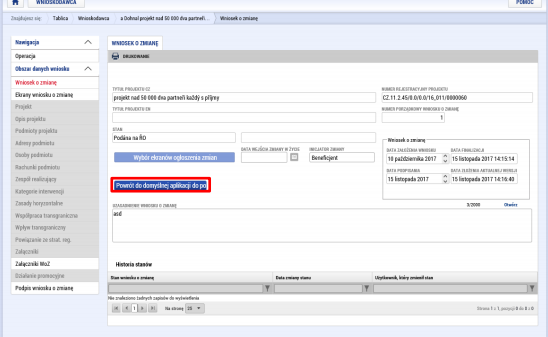 WNIOSKODAWCA
POMOC
Znajdujesz się Tablica Wnioskodawca a Dohnal projekt nad 50 000 dva partneři... Wniosek o zmianę
Nawigacja
Operacja
Obszar danych wniosku
Wniosek o zmianę
Ekrany wniosku o zmianę
Projekt
Opis projektu
Podmioty projektu
Adresy podmiotu
Osoby podmiotu
Rachunki podmiotu
Zespół realizujący
Kategorie interwencji
Zasady horyzontalne
Współpraca transgraniczna
Wpływ transgraniczny
Powiązanie ze strat. reg.
Załączniki
Załączniki WoZ
Działanie promocyjne
Podpis wniosku o zmianę
WNIOSEK O ZMIANĘ
DRUKOWANIE
TYTUŁ PROJEKTU CZ
projekt nad 50 000 dva partneři každý s příjmy
NUMER REJESTRACYJNY PROJEKTU
CZ.11.2.45/0.0/0.0/16_011/0000060
TYTUŁ PROJEKTU EN
NUMER PORZĄDKOWY WNIOSKU O ZMIANĘ
1
STAN
Podána na ŘO
Wybór ekranów ogłoszenia zmian
DATA WEJŚCIA ZMIANY W ŻYCIE
INICJATOR ZMIANY
Beneficjent
Wniosek o zmianę
DATA ZAŁOŻENIA WNIOSKU
DATA FINALIZACJI
10 października 2017
15 listopada 2017 14:15:14
DATA PODPISANIA
DATA ZŁOŻENIA AKTUALNEJ WERSJI
15 listopada 2017
15 listopada 2017 14:16:40
Powrót do domyślnej aplikacji do po
UZASADNIENIE WNIOSKU O ZMIANĘ
3/2000
Otwórz
asd
Historia stanów
Stan wniosku o zmianę
Data zmiany stanu
Użytkownik, który zmienił stan
Nie znaleziono żadnych zapisów do wyświetlenia
1
Na stronę 25
Strona 1 z 1, pozycji 0 do 0 z 0